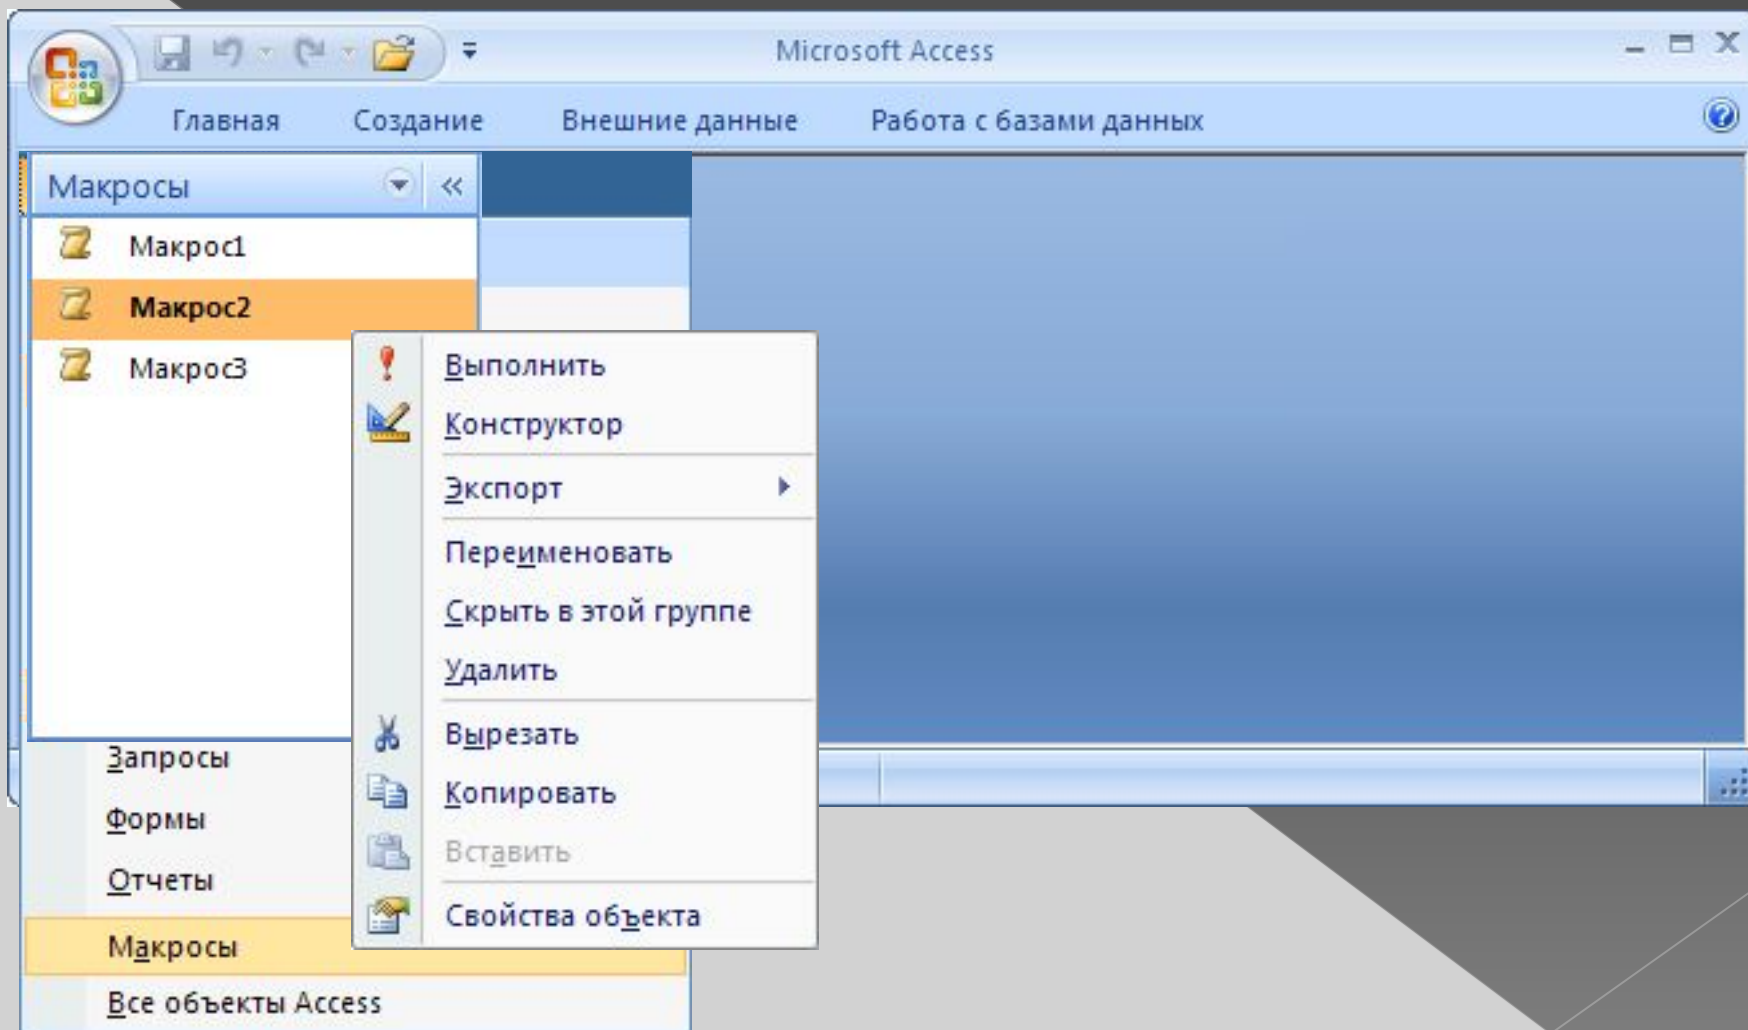 Microsoft Access
Главная Создание Внешние данные Работа с базами данных
Макросы
Макрос1
Макрос2
Макрос3
Выполнить
Конструктор
Экспорт
Переименовать
Скрыть в этой группе
Удалить
Вырезать
Копировать
Вставить
Свойства объекта
Запросы
Формы
Отчеты
Макросы
Все объекты Access